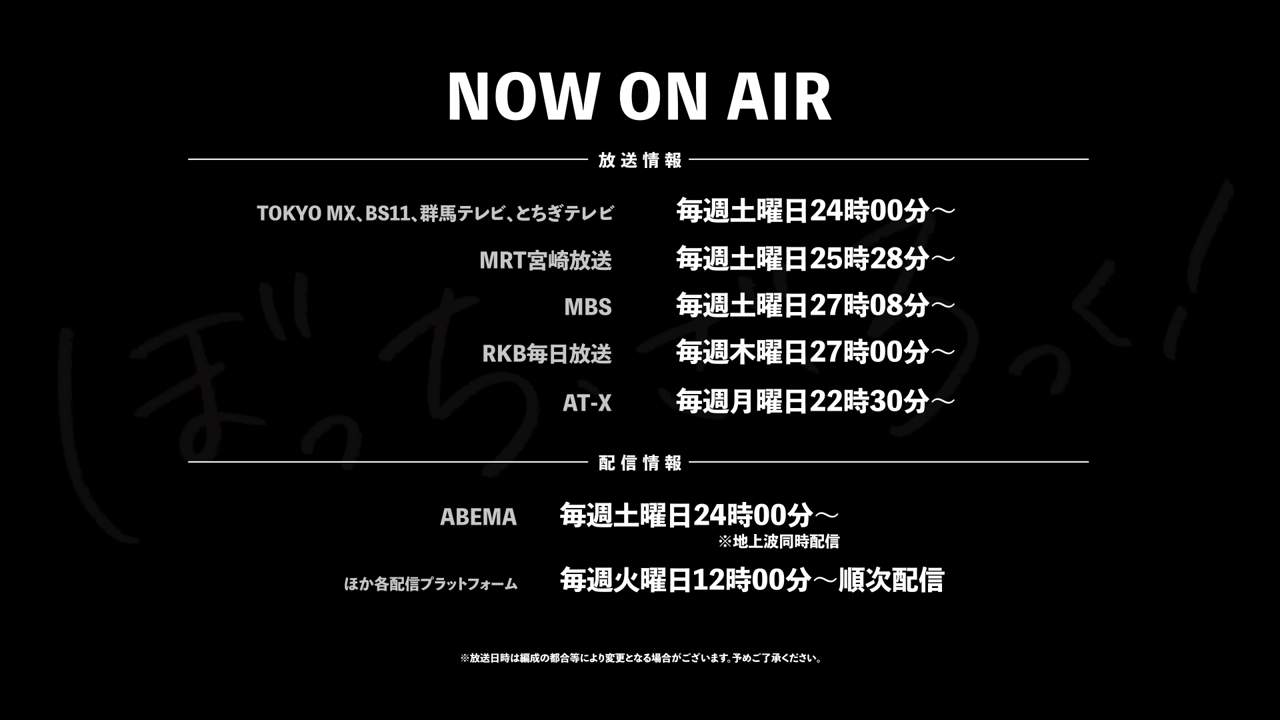 NOW ON AIR
放送情報
TOKYO MX、BS11、群馬テレビ、とちぎテレビ 毎週土曜日24時00分～
MRT宮崎放送 毎週土曜日25時28分～
MBS 毎週土曜日27時08分～
RKB毎日放送 毎週木曜日27時00分～
AT-X 毎週月曜日22時30分～
ぼっち・ざ・ろっく!
配信情報
ABEMA 毎週土曜日24時00分～
※地上波同時配信
ほか各配信プラットフォーム 毎週火曜日12時00分～順次配信
※放送日時は編成の都合等により変更となる場合がございます。予めご了承ください。